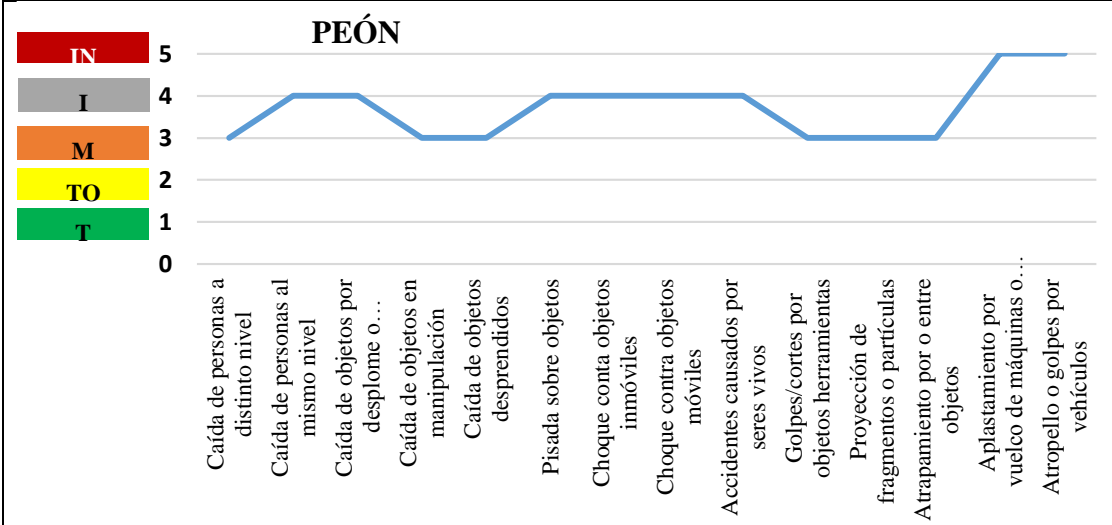 PEÓN
IN
I
M
TO
T
5
4
3
2
1
0
Caída de personas a
distinto nivel
Caída de personas al
mismo nivel
Caída de objetos por
desplome o…
Caída de objetos en
manipulación
Caída de objetos
desprendidos
Pisada sobre objetos
Choque conta objetos
inmóviles
Choque contra objetos
móviles
Accidentes causados por
seres vivos
Golpes/cortes por
objetos herramientas
Proyección de
fragmentos o partículas
Atrapamiento por o entre
objetos
Aplastamiento por
vuelco de máquinas o…
Atropello o golpes por
vehículos